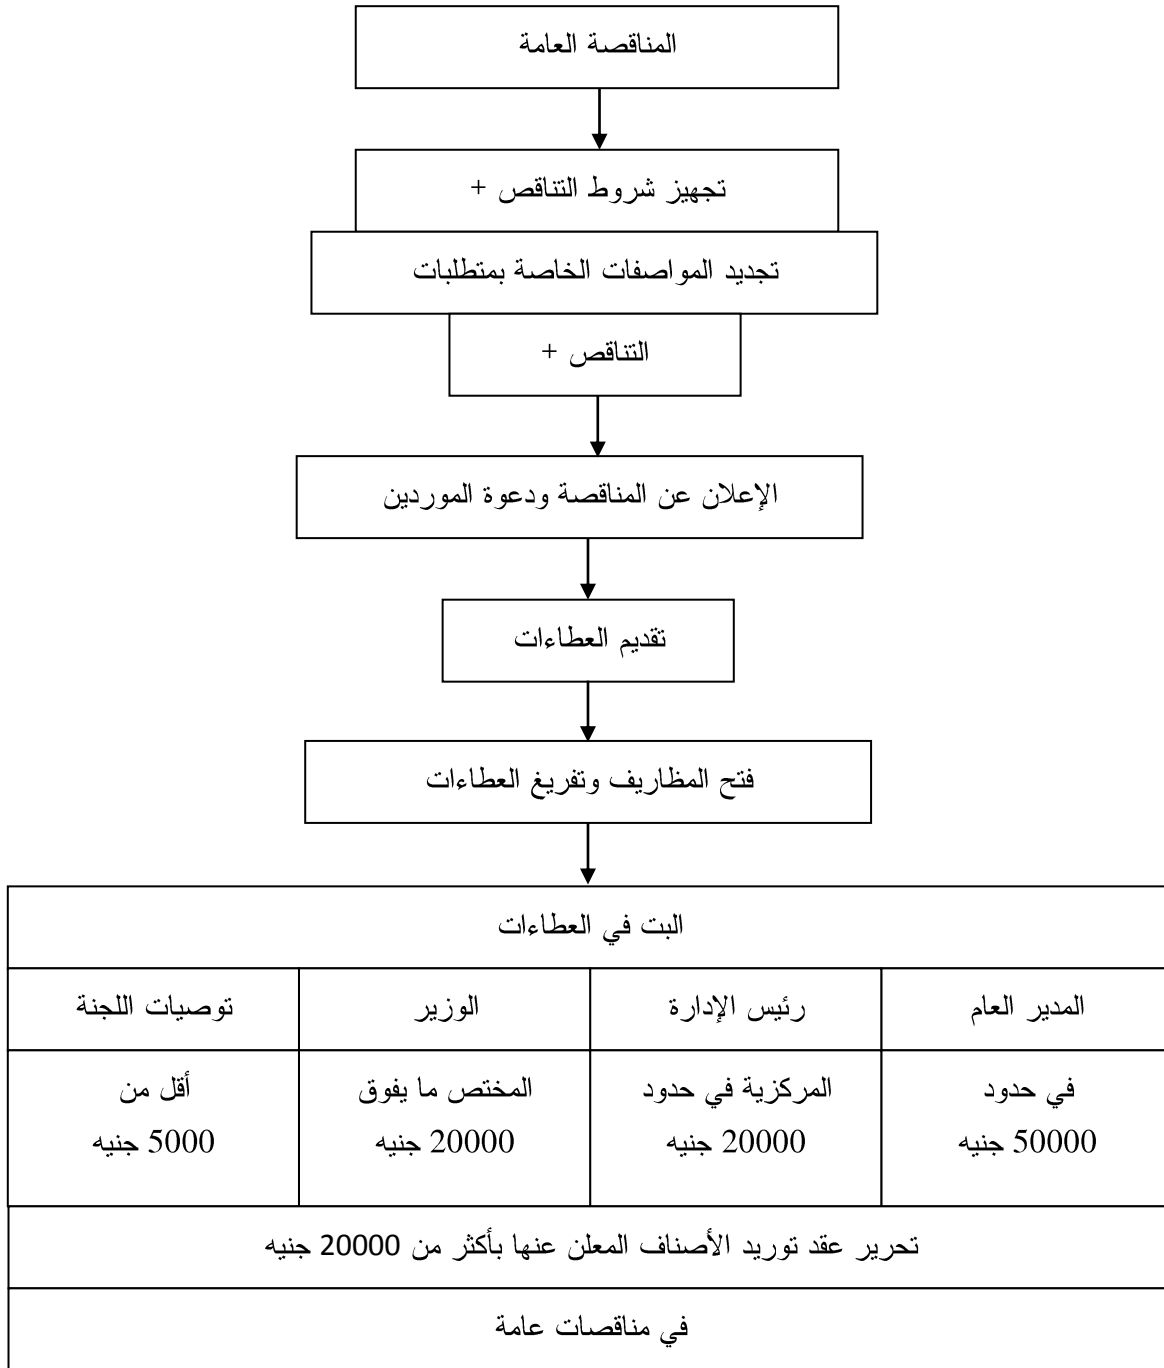 المناقصة العامة
تجهيز شروط التناقص +
تجديد المواصفات الخاصة بمتطلبات
التناقص +
الإعلان عن المناقصة ودعوة الموردين
تقديم العطاءات
فتح المظاريف وتفريغ العطاءات
البت في العطاءات
المدير العام
رئيس الإدارة
الوزير
توصيات اللجنة
في حدود
50000 جنيه
المركزية في حدود
20000 جنيه
المختص ما يفوق
20000 جنيه
أقل من
5000 جنيه
تحرير عقد توريد الأصناف المعلن عنها بأكثر من 20000 جنيه
في مناقصات عامة